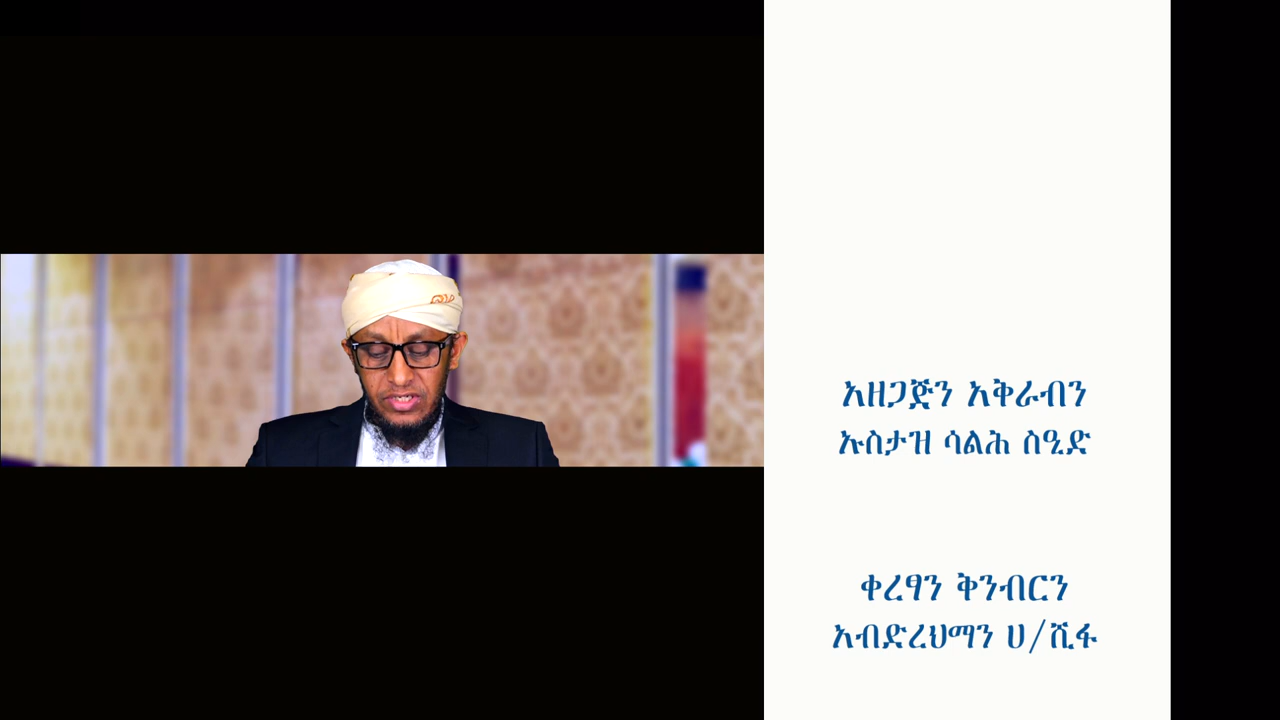 አዘጋጅን አቅራብን
ኡስታዝ ሳልሕ ስዒድ
ቀረፃን ቅንብርን
አብድረህማን ሀ/ሺፋ